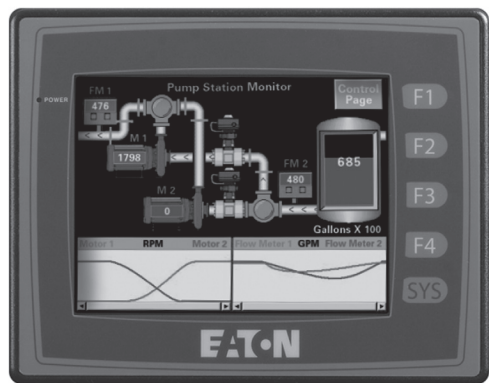 POWER
Pump Station Monitor
Control Page
FM 1
476
M 1
1798
M 2
0
FM 2
480
685
Gallons X 100
Motor 1 RPM Motor 2
Flow Meter 1 GPM Flow Meter 2
F1
F2
F3
F4
SYS
EATON